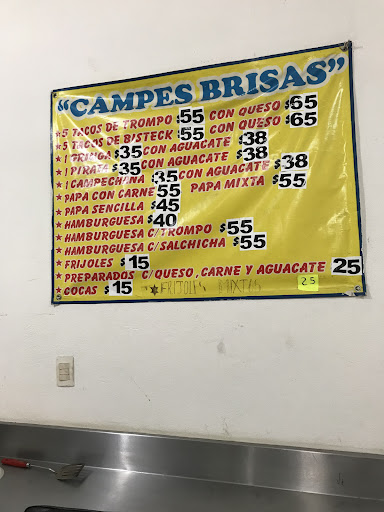 "CAMPES BRISAS"
★5 TACOS DE TROMPO $55 CON QUESO $65
★5 TACOS DE BISTECK $55 CON QUESO $65
★1 GRINGA $35 CON AGUACATE $38
★1 PIRATA $35 CON AGUACATE $38
★1 CAMPECHANA $35 CON AGUACATE $38
★PAPA CON CARNE $55 PAPA MIXTA $55
★PAPA SENCILLA $45
★HAMBURGUESA $40
★HAMBURGUESA C/TROMPO $55
★HAMBURGUESA C/SALCHICHA $55
★FRIJOLES $15
★PREPARADOS C/QUESO, CARNE Y AGUACATE 25
★COCAS $15 ★FRIJOLES MIXTOS 25